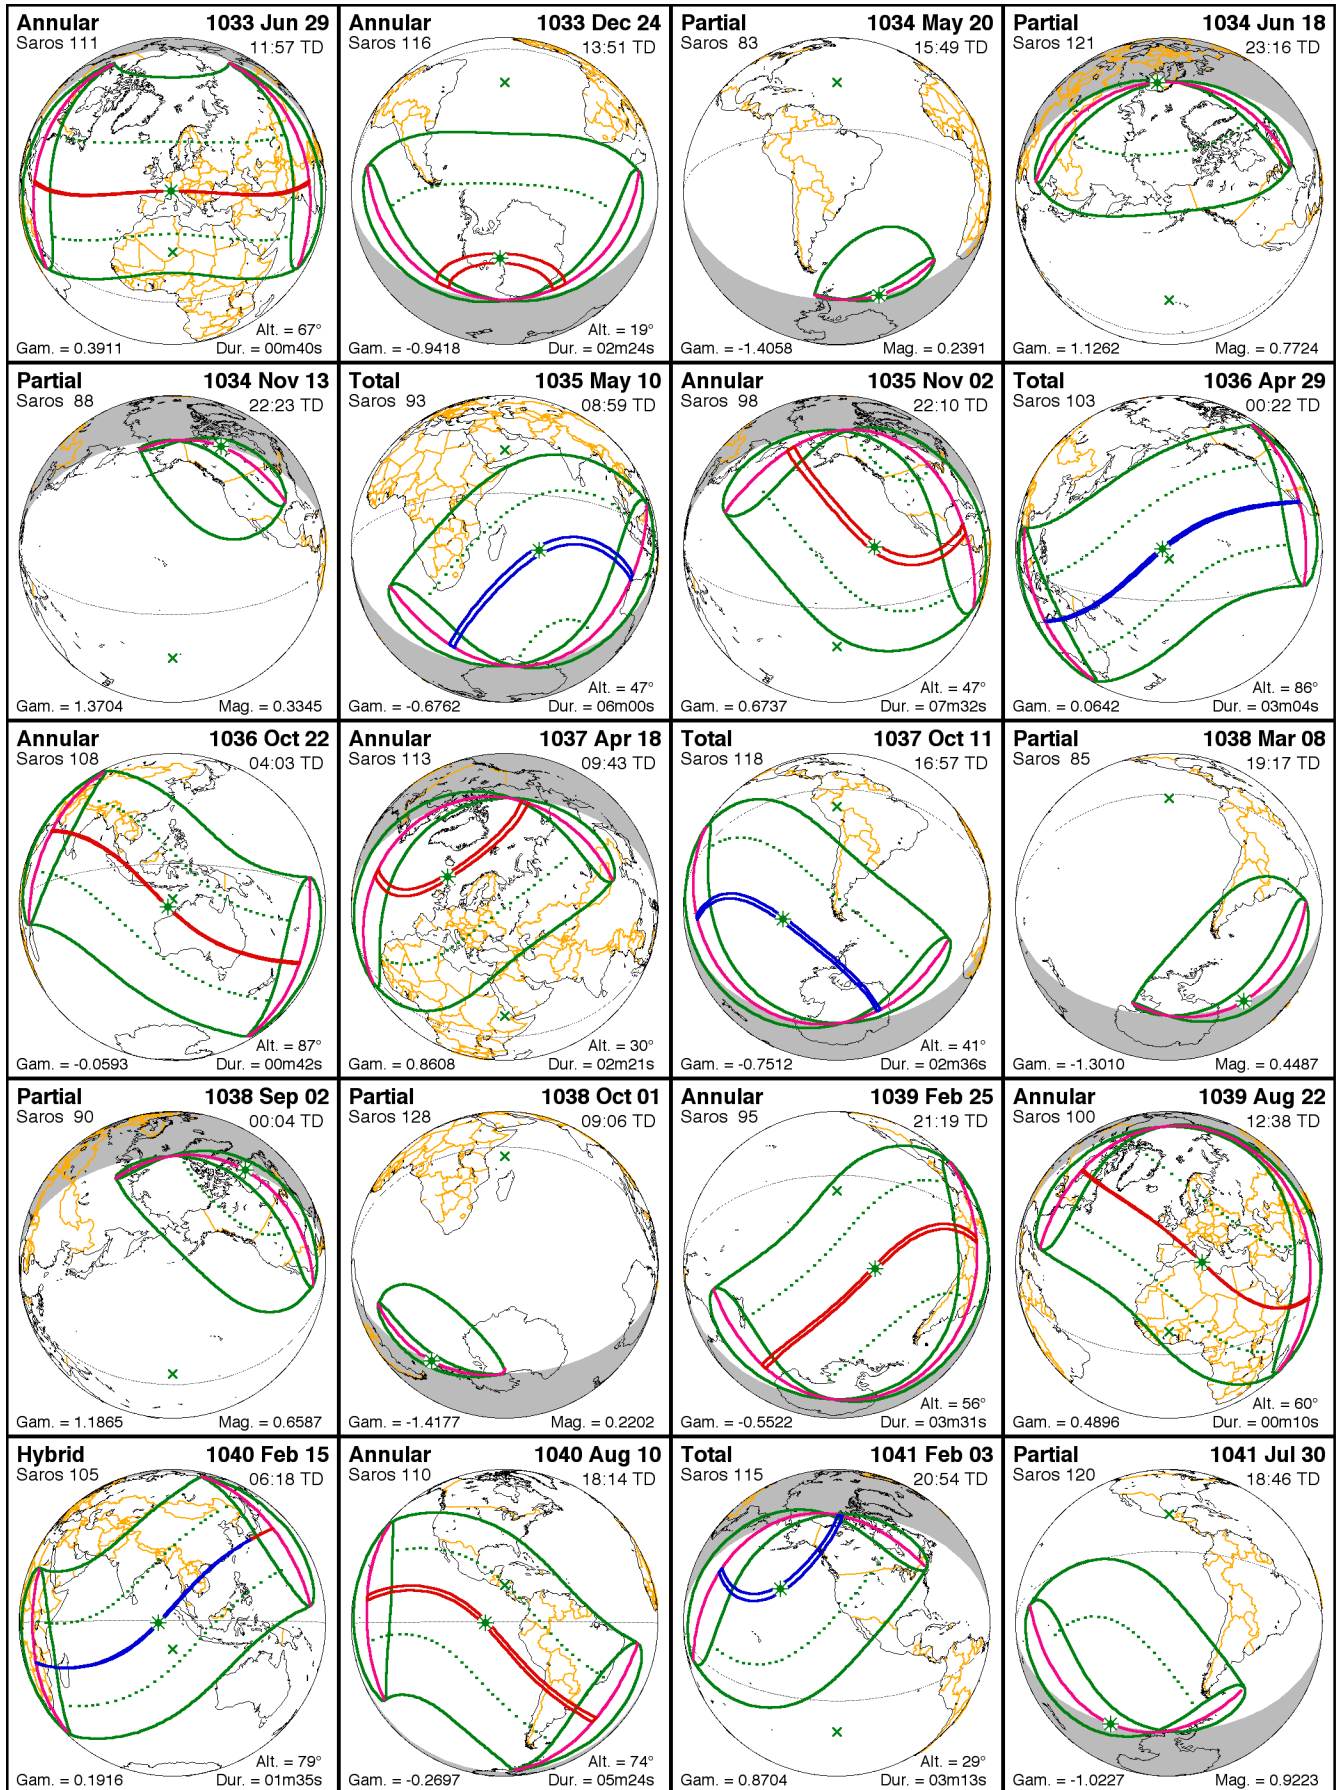 Annular 1033 Jun 29
Saros 111 11:57 TD
Alt. = 67°
Gam. = 0.3911 Dur. = 00m40s
Annular 1033 Dec 24
Saros 116 13:51 TD
Alt. = 19°
Gam. = -0.9418 Dur. = 02m24s
Partial 1034 May 20
Saros 83 15:49 TD
Gam. = -1.4058 Mag. = 0.2391
Partial 1034 Jun 18
Saros 121 23:16 TD
Gam. = 1.1262 Mag. = 0.7724
Partial 1034 Nov 13
Saros 88 22:23 TD
Gam. = 1.3704 Mag. = 0.3345
Total 1035 May 10
Saros 93 08:59 TD
Alt. = 47°
Gam. = -0.6762 Dur. = 06m00s
Annular 1035 Nov 02
Saros 98 22:10 TD
Alt. = 47°
Gam. = 0.6737 Dur. = 07m32s
Total 1036 Apr 29
Saros 103 00:22 TD
Alt. = 86°
Gam. = 0.0642 Dur. = 03m04s
Annular 1036 Oct 22
Saros 108 04:03 TD
Alt. = 87°
Gam. = -0.0593 Dur. = 00m42s
Annular 1037 Apr 18
Saros 113 09:43 TD
Alt. = 30°
Gam. = 0.8608 Dur. = 02m21s
Total 1037 Oct 11
Saros 118 16:57 TD
Alt. = 41°
Gam. = -0.7512 Dur. = 02m36s
Partial 1038 Mar 08
Saros 85 19:17 TD
Gam. = -1.3010 Mag. = 0.4487
Partial 1038 Sep 02
Saros 90 00:04 TD
Gam. = 1.1865 Mag. = 0.6587
Partial 1038 Oct 01
Saros 128 09:06 TD
Gam. = -1.4177 Mag. = 0.2202
Annular 1039 Feb 25
Saros 95 21:19 TD
Alt. = 56°
Gam. = -0.5522 Dur. = 03m31s
Annular 1039 Aug 22
Saros 100 12:38 TD
Alt. = 60°
Gam. = 0.4896 Dur. = 00m10s
Hybrid 1040 Feb 15
Saros 105 06:18 TD
Alt. = 79°
Gam. = 0.1916 Dur. = 01m35s
Annular 1040 Aug 10
Saros 110 18:14 TD
Alt. = 74°
Gam. = -0.2697 Dur. = 05m24s
Total 1041 Feb 03
Saros 115 20:54 TD
Alt. = 29°
Gam. = 0.8704 Dur. = 03m13s
Partial 1041 Jul 30
Saros 120 18:46 TD
Gam. = -1.0227 Mag. = 0.9223